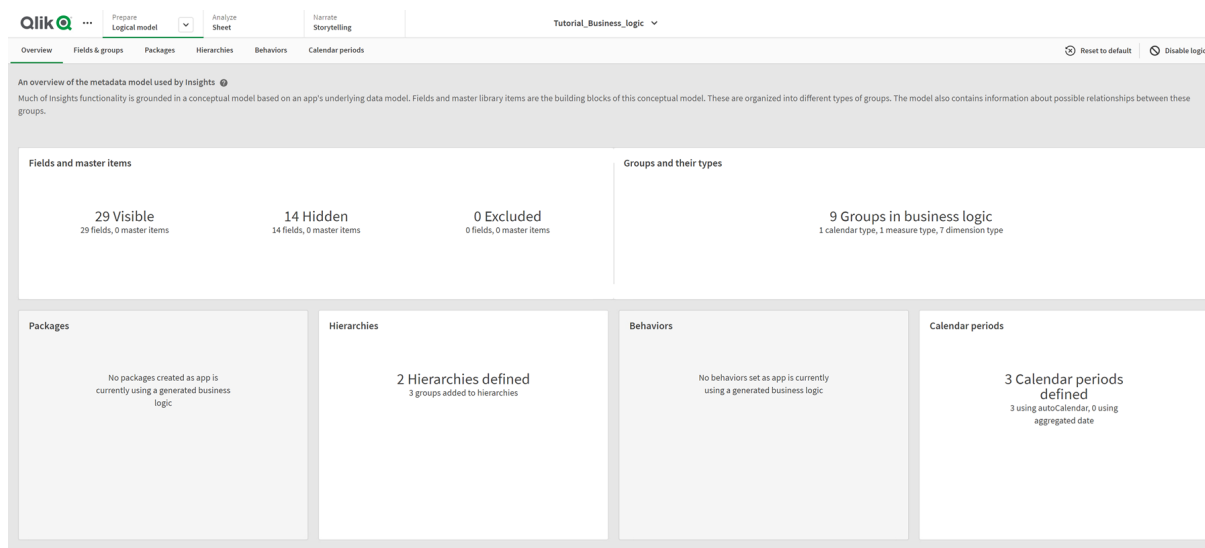 Qlik
Prepare
Logical model
Analyze
Sheet
Narrate
Storytelling
Tutorial_Business_logic
Overview Fields & groups Packages Hierarchies Behaviors Calendar periods Reset to default Disable logic
An overview of the metadata model used by Insights
Much of Insights functionality is grounded in a conceptual model based on an app's underlying data model. Fields and master library items are the building blocks of this conceptual model. These are organized into different types of groups. The model also contains information about possible relationships between these
groups.
Fields and master items
29 Visible
29 fields, 0 master items
14 Hidden
14 fields, 0 master items
0 Excluded
0 fields, 0 master items
Groups and their types
9 Groups in business logic
1 calendar type, 1 measure type, 7 dimension type
Packages
No packages created as app is
currently using a generated business
logic
Hierarchies
2 Hierarchies defined
3 groups added to hierarchies
Behaviors
No behaviors set as app is currently
using a generated business logic
Calendar periods
3 Calendar periods
defined
3 using autoCalendar, 0 using
aggregated date